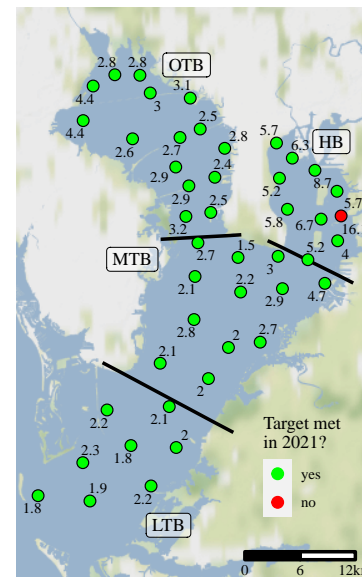 2.8 2.8 OTB
4.4 3 3.1
4.4 2.5 5.7 HB
2.6 2.7 2.8 6.3
2.9 2.4 5.2 8.7
2.9 2.5 5.8 6.7 5.7
3.2 16.
MTB 2.7 1.5 3 5.2 4
2.1 2.2 2.9 4.7
2.8 2 2.7
2.1
2
2.2 2.1
Target met
in 2021?
2.3 1.8 2
yes
1.8 1.9 2.2
no
LTB
0 6 12km